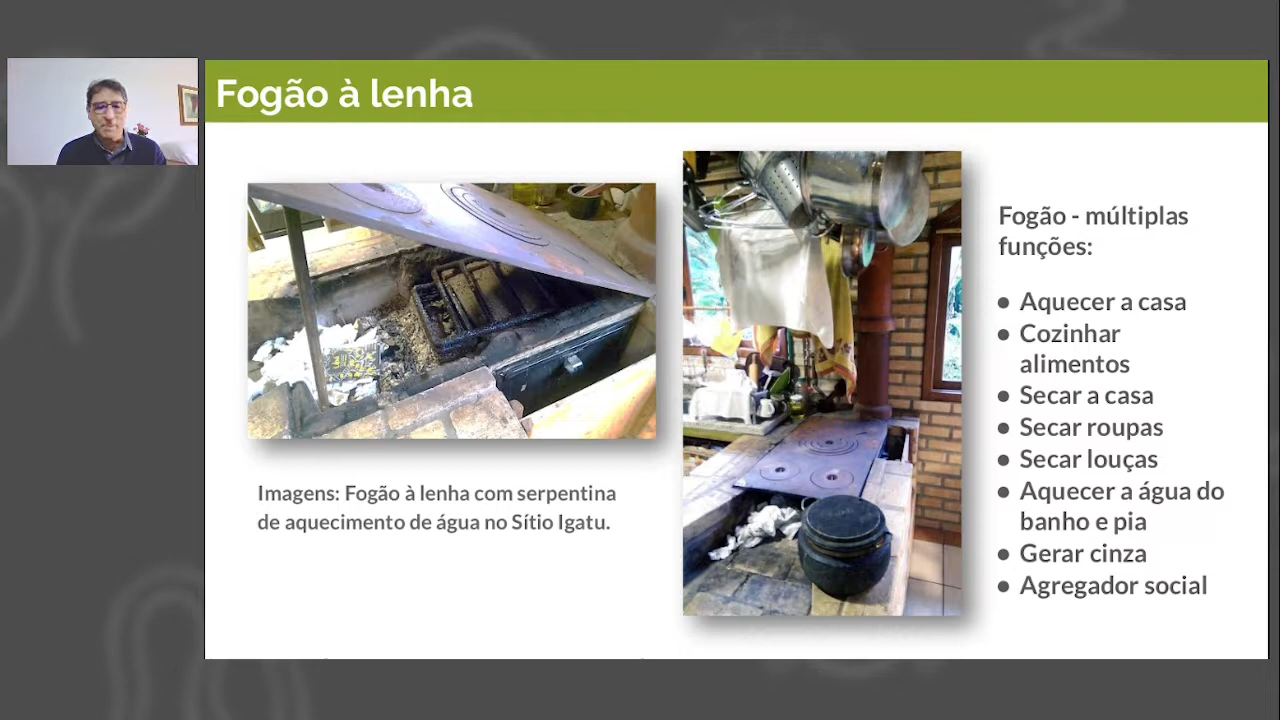 Fogão à lenha
Imagens: Fogão à lenha com serpentina
de aquecimento de água no Sítio Igatu.
Fogão - múltiplas
funções:
● Aquecer a casa
● Cozinhar
alimentos
● Secar a casa
● Secar roupas
● Secar louças
● Aquecer a água do
banho e pia
● Gerar cinza
● Agregador social